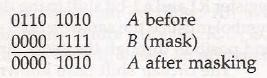 0110 1010 A before
0000 1111 B (mask)
0000 1010 A after masking